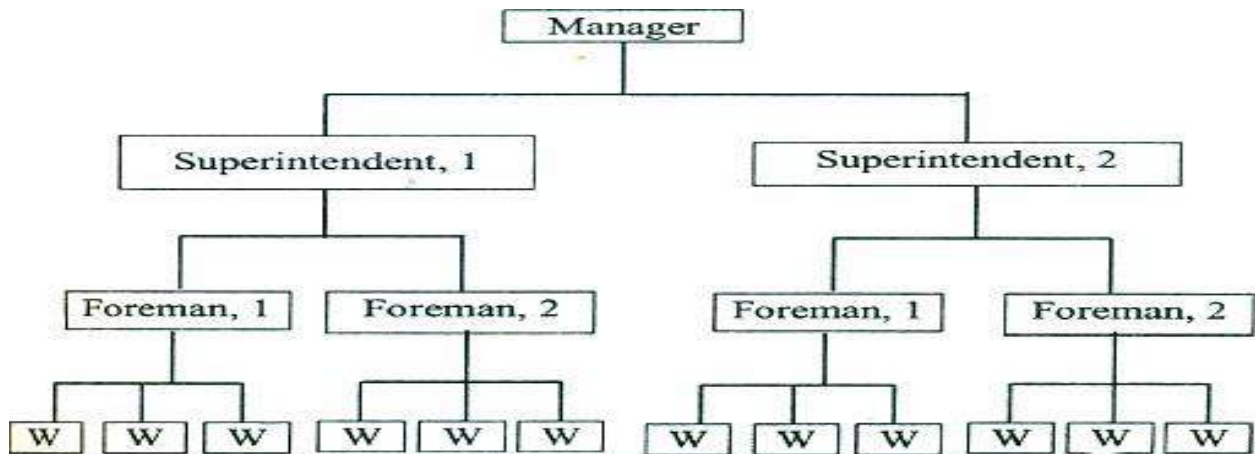 Manager
Superintendent, 1
Superintendent, 2
Foreman, 1
Foreman, 2
Foreman, 1
Foreman, 2
W W W W W W W W W W W W